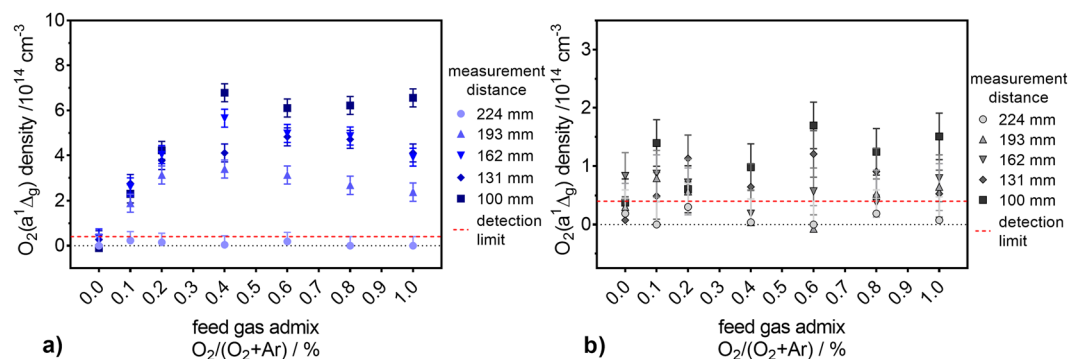 10
8
6
4
2
0
O₂(a¹Δg) density /10¹⁴ cm⁻³
0.0 0.1 0.2 0.3 0.4 0.5 0.6 0.7 0.8 0.9 1.0
feed gas admix
O₂/(O₂+Ar) / %
a)
measurement
distance
224 mm
193 mm
162 mm
131 mm
100 mm
detection
limit
3
2
1
0
O₂(a¹Δg) density /10¹⁴ cm⁻³
0.0 0.1 0.2 0.3 0.4 0.5 0.6 0.7 0.8 0.9 1.0
feed gas admix
O₂/(O₂+Ar) / %
b)
measurement
distance
224 mm
193 mm
162 mm
131 mm
100 mm
detection
limit